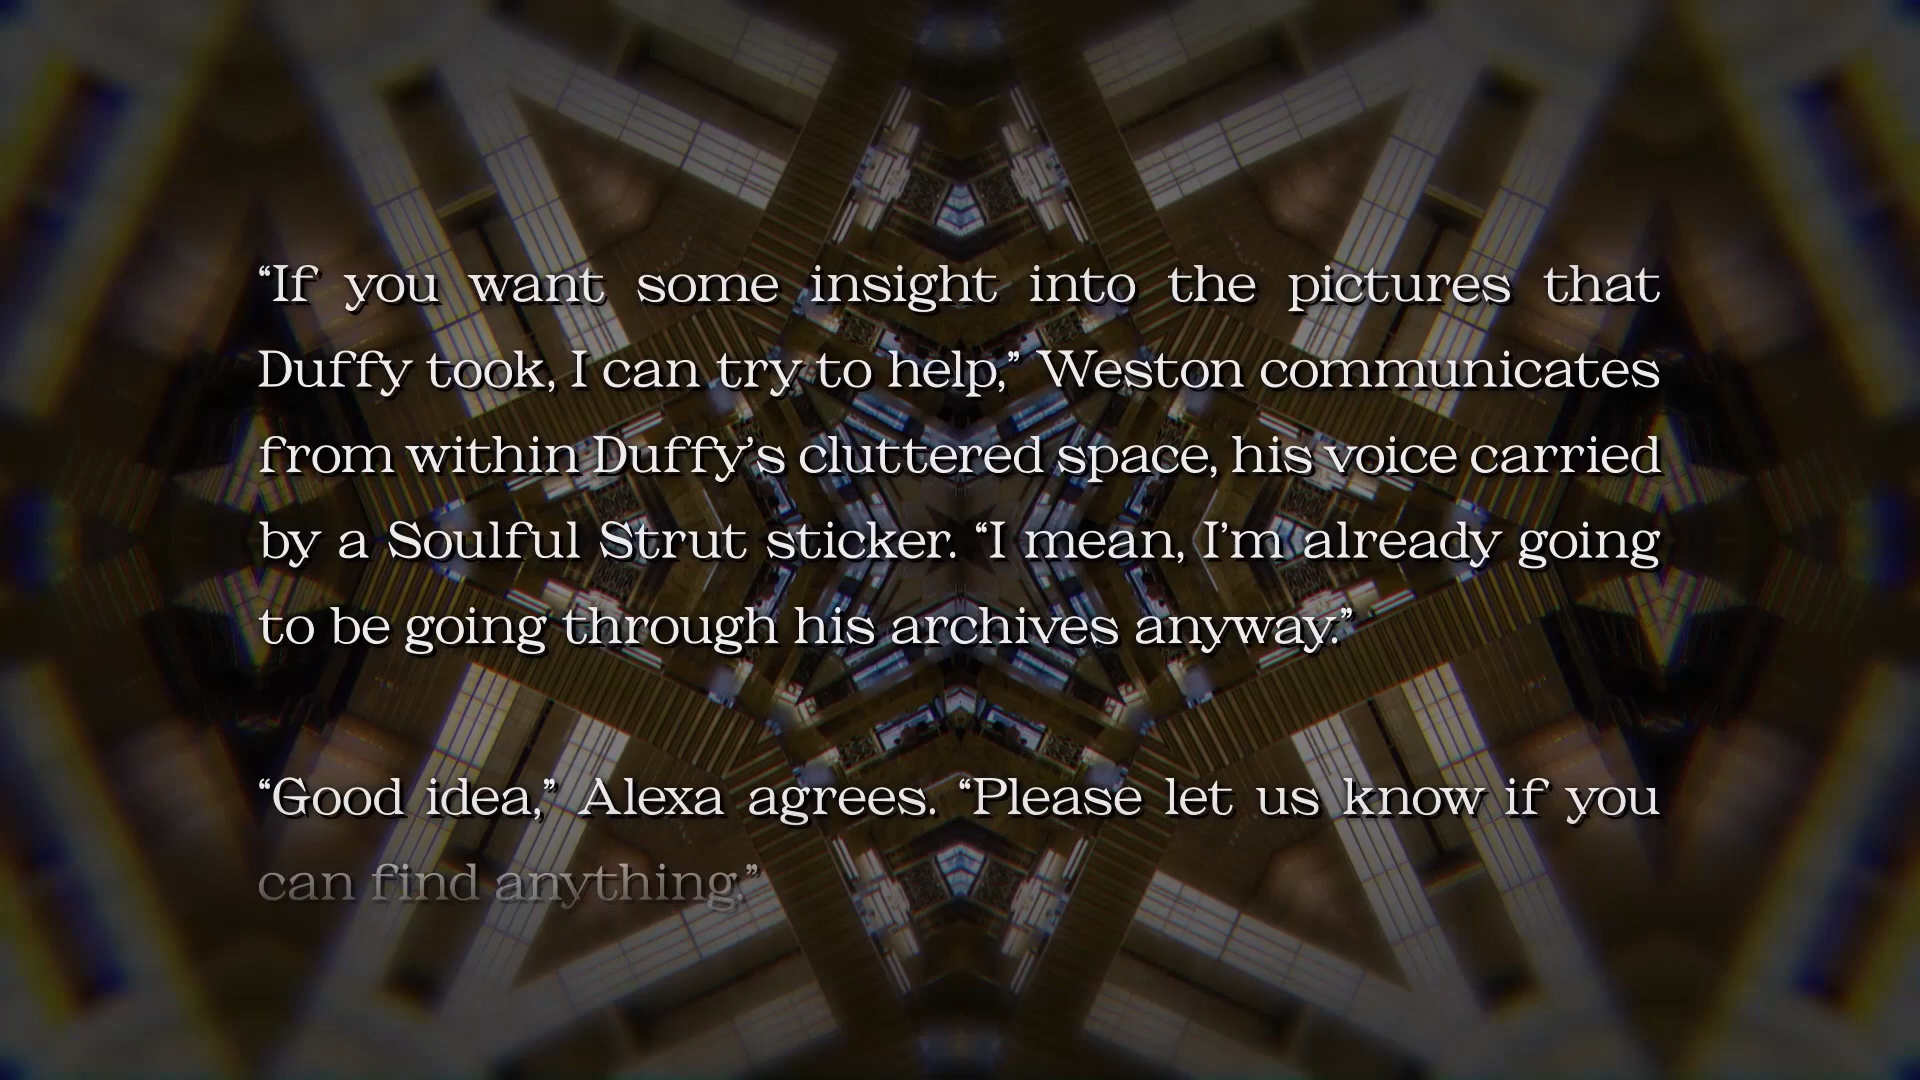 “If you want some insight into the pictures that
Duffy took, I can try to help,” Weston communicates
from within Duffy’s cluttered space, his voice carried
by a Soulful Strut sticker. “I mean, I’m already going
to be going through his archives anyway.”
“Good idea,” Alexa agrees. “Please let us know if you
can find anything.”